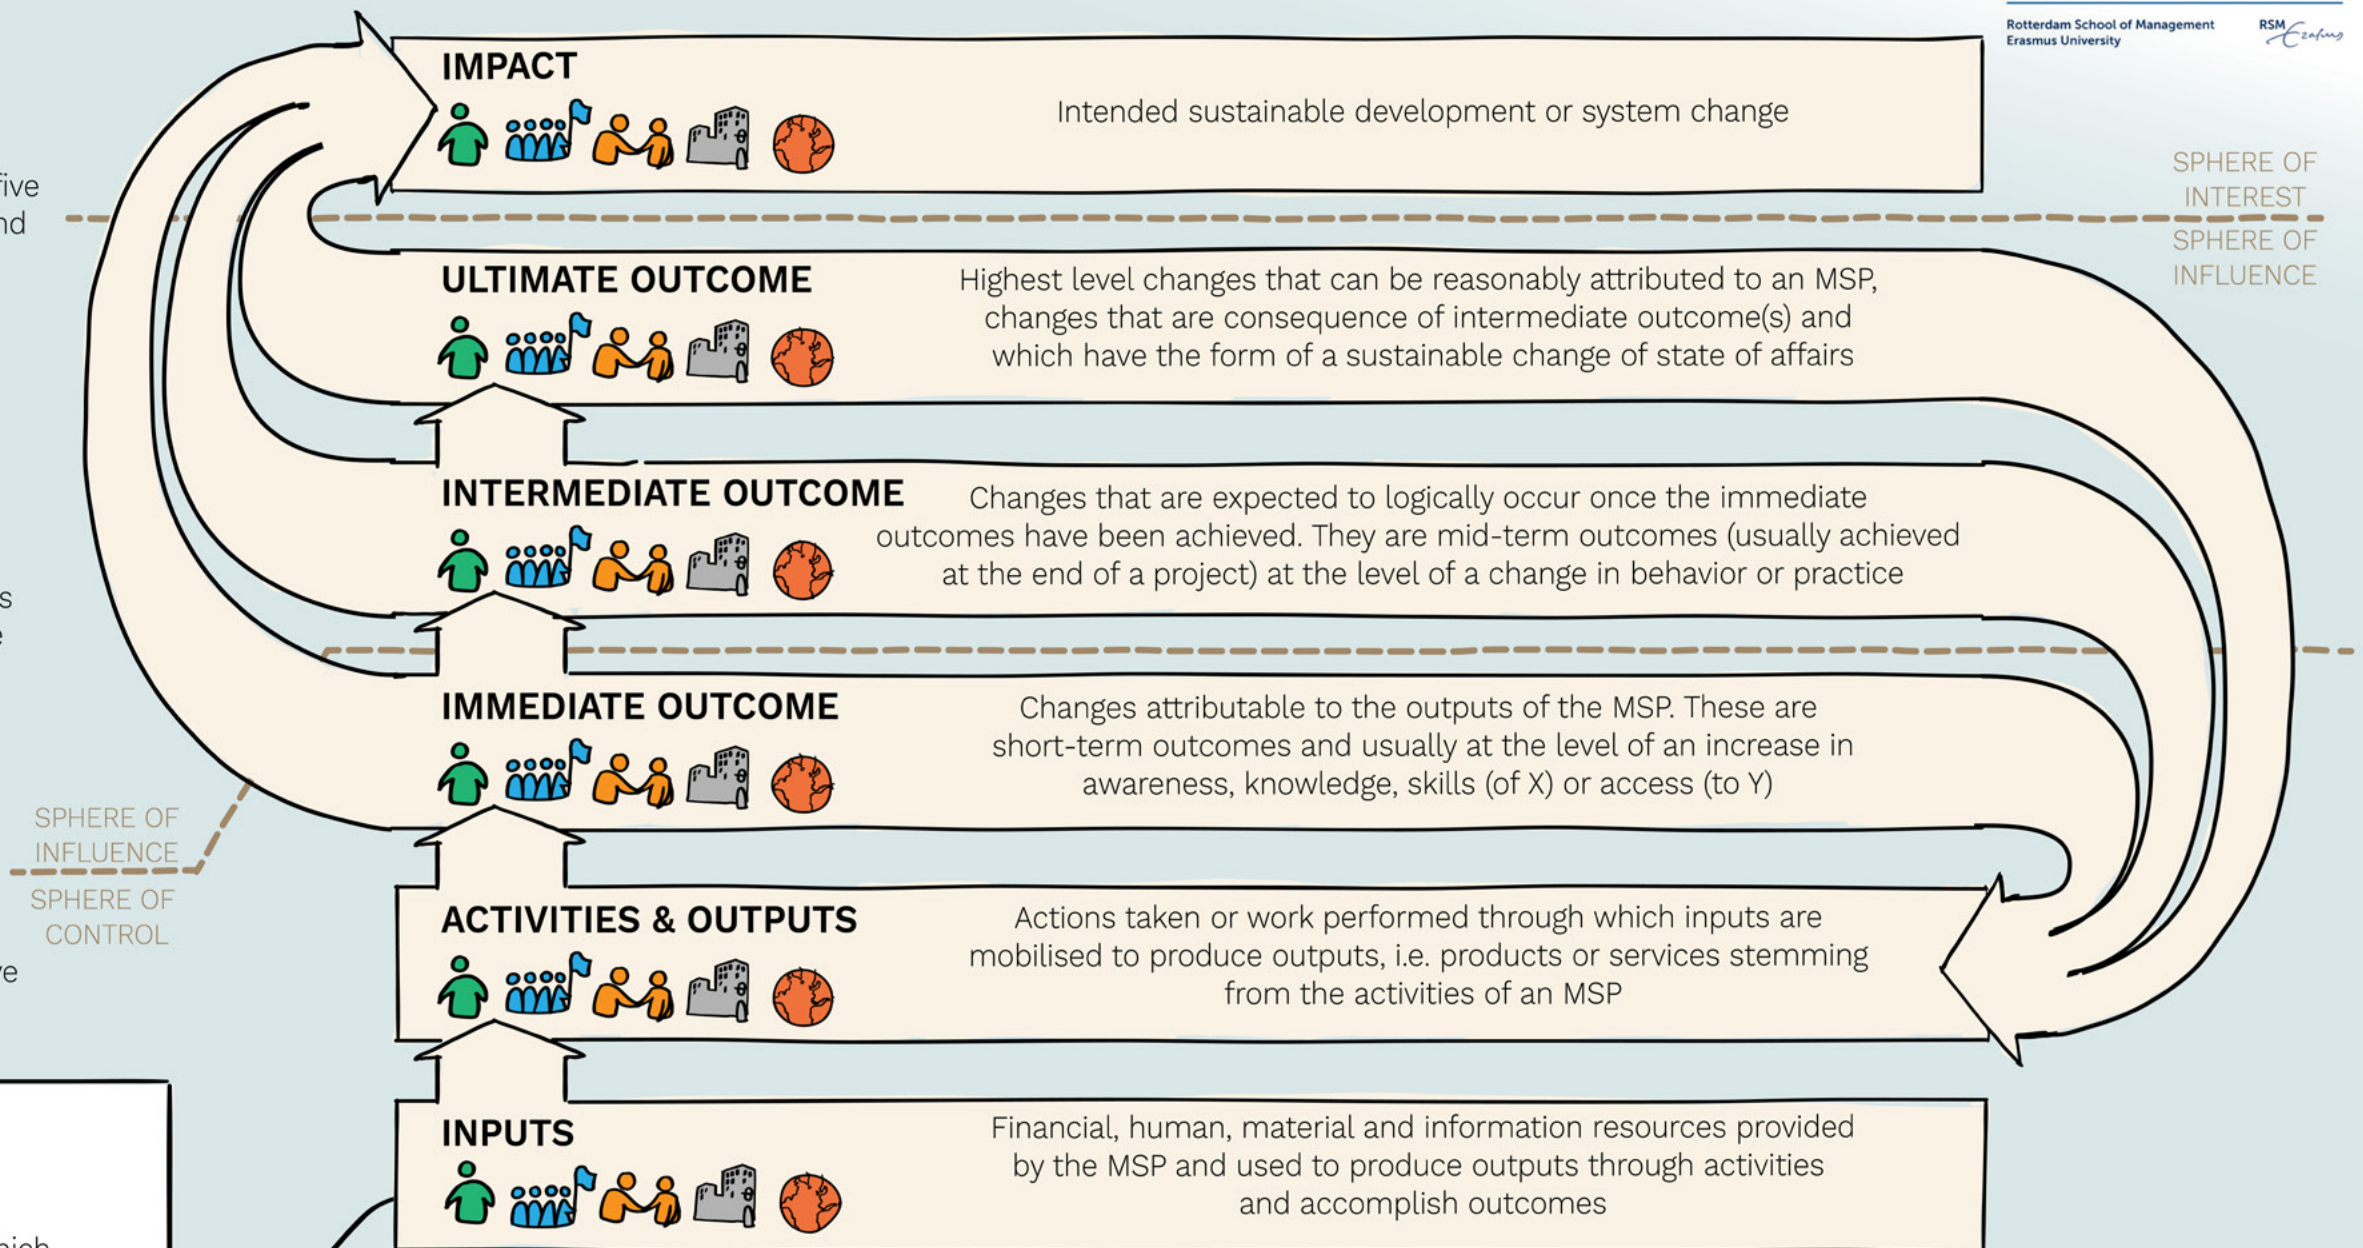 Rotterdam School of Management
Erasmus University
RSM
Erasmus
IMPACT
Intended sustainable development or system change
five
nd
SPHERE OF
INTEREST
SPHERE OF
INFLUENCE
ULTIMATE OUTCOME
Highest level changes that can be reasonably attributed to an MSP,
changes that are consequence of intermediate outcome(s) and
which have the form of a sustainable change of state of affairs
INTERMEDIATE OUTCOME
Changes that are expected to logically occur once the immediate
outcomes have been achieved. They are mid-term outcomes (usually achieved
at the end of a project) at the level of a change in behavior or practice
s
e
IMMEDIATE OUTCOME
Changes attributable to the outputs of the MSP. These are
short-term outcomes and usually at the level of an increase in
awareness, knowledge, skills (of X) or access (to Y)
SPHERE OF
INFLUENCE
SPHERE OF
CONTROL
ve
ACTIVITIES & OUTPUTS
Actions taken or work performed through which inputs are
mobilised to produce outputs, i.e. products or services stemming
from the activities of an MSP
INPUTS
Financial, human, material and information resources provided
by the MSP and used to produce outputs through activities
and accomplish outcomes